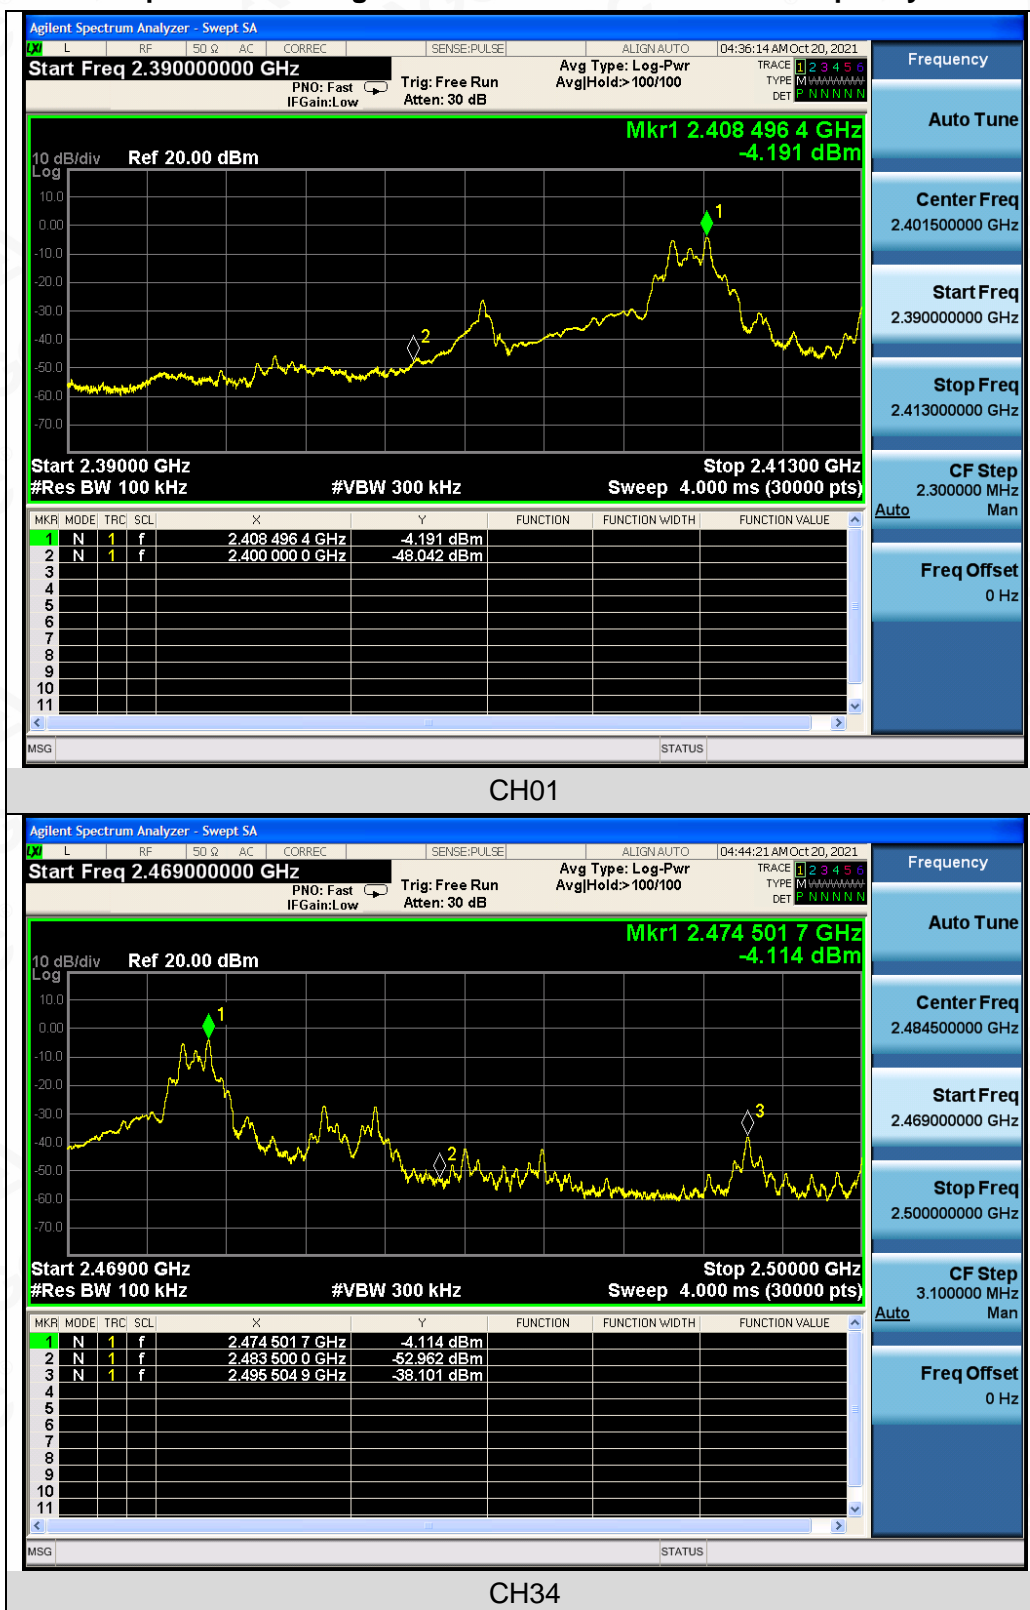 Agilent Spectrum Analyzer - Swept SA
LXI L RF 50 Ω AC CORREC SENSE:PULSE ALIGN AUTO 04:36:14 AM Oct 20, 2021
Start Freq 2.390000000 GHz
PNO: Fast
IFGain:Low
Trig: Free Run
Atten: 30 dB
Avg Type: Log-Pwr
Avg|Hold:>100/100
TRACE 1 2 3 4 5 6
TYPE M
DET P N N N N N
Mkr1 2.408 496 4 GHz
-4.191 dBm
10 dB/div
Log
Ref 20.00 dBm
10.0
0.00
-10.0
-20.0
-30.0
-40.0
-50.0
-60.0
-70.0
1
2
Start 2.39000 GHz
Stop 2.41300 GHz
#Res BW 100 kHz
#VBW 300 kHz
Sweep 4.000 ms (30000 pts)
MKR MODE TRC SCL X Y FUNCTION FUNCTION WIDTH FUNCTION VALUE
1 N 1 f 2.408 496 4 GHz -4.191 dBm
2 N 1 f 2.400 000 0 GHz -48.042 dBm
3
4
5
6
7
8
9
10
11
MSG
STATUS
Frequency
Auto Tune
Center Freq
2.401500000 GHz
Start Freq
2.390000000 GHz
Stop Freq
2.413000000 GHz
CF Step
2.300000 MHz
Auto Man
Freq Offset
0 Hz
CH01
Agilent Spectrum Analyzer - Swept SA
LXI L RF 50 Ω AC CORREC SENSE:PULSE ALIGN AUTO 04:44:21 AM Oct 20, 2021
Start Freq 2.469000000 GHz
PNO: Fast
IFGain:Low
Trig: Free Run
Atten: 30 dB
Avg Type: Log-Pwr
Avg|Hold:>100/100
TRACE 1 2 3 4 5 6
TYPE M
DET P N N N N N
Mkr1 2.474 501 7 GHz
-4.114 dBm
10 dB/div
Log
Ref 20.00 dBm
10.0
0.00
-10.0
-20.0
-30.0
-40.0
-50.0
-60.0
-70.0
1
2
3
Start 2.46900 GHz
Stop 2.50000 GHz
#Res BW 100 kHz
#VBW 300 kHz
Sweep 4.000 ms (30000 pts)
MKR MODE TRC SCL X Y FUNCTION FUNCTION WIDTH FUNCTION VALUE
1 N 1 f 2.474 501 7 GHz -4.114 dBm
2 N 1 f 2.483 500 0 GHz -52.962 dBm
3 N 1 f 2.495 504 9 GHz -38.101 dBm
4
5
6
7
8
9
10
11
MSG
STATUS
Frequency
Auto Tune
Center Freq
2.484500000 GHz
Start Freq
2.469000000 GHz
Stop Freq
2.500000000 GHz
CF Step
3.100000 MHz
Auto Man
Freq Offset
0 Hz
CH34